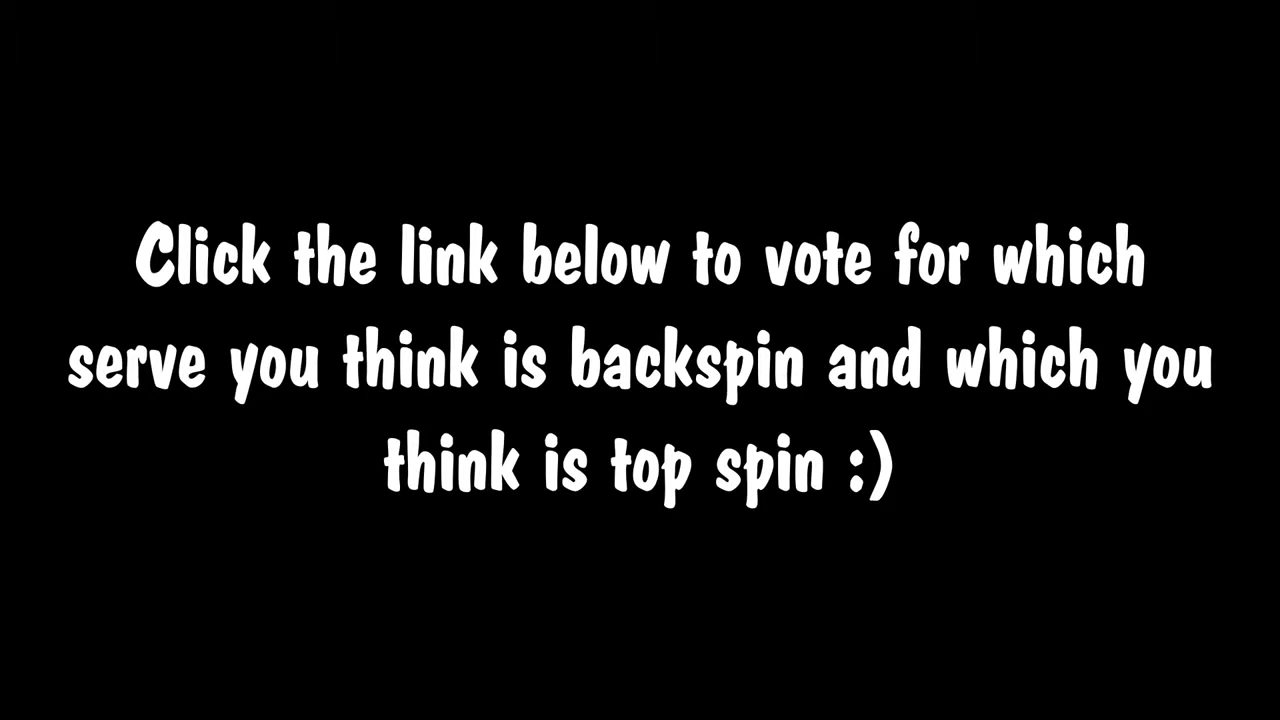 Click the link below to vote for which
serve you think is backspin and which you
think is top spin :)